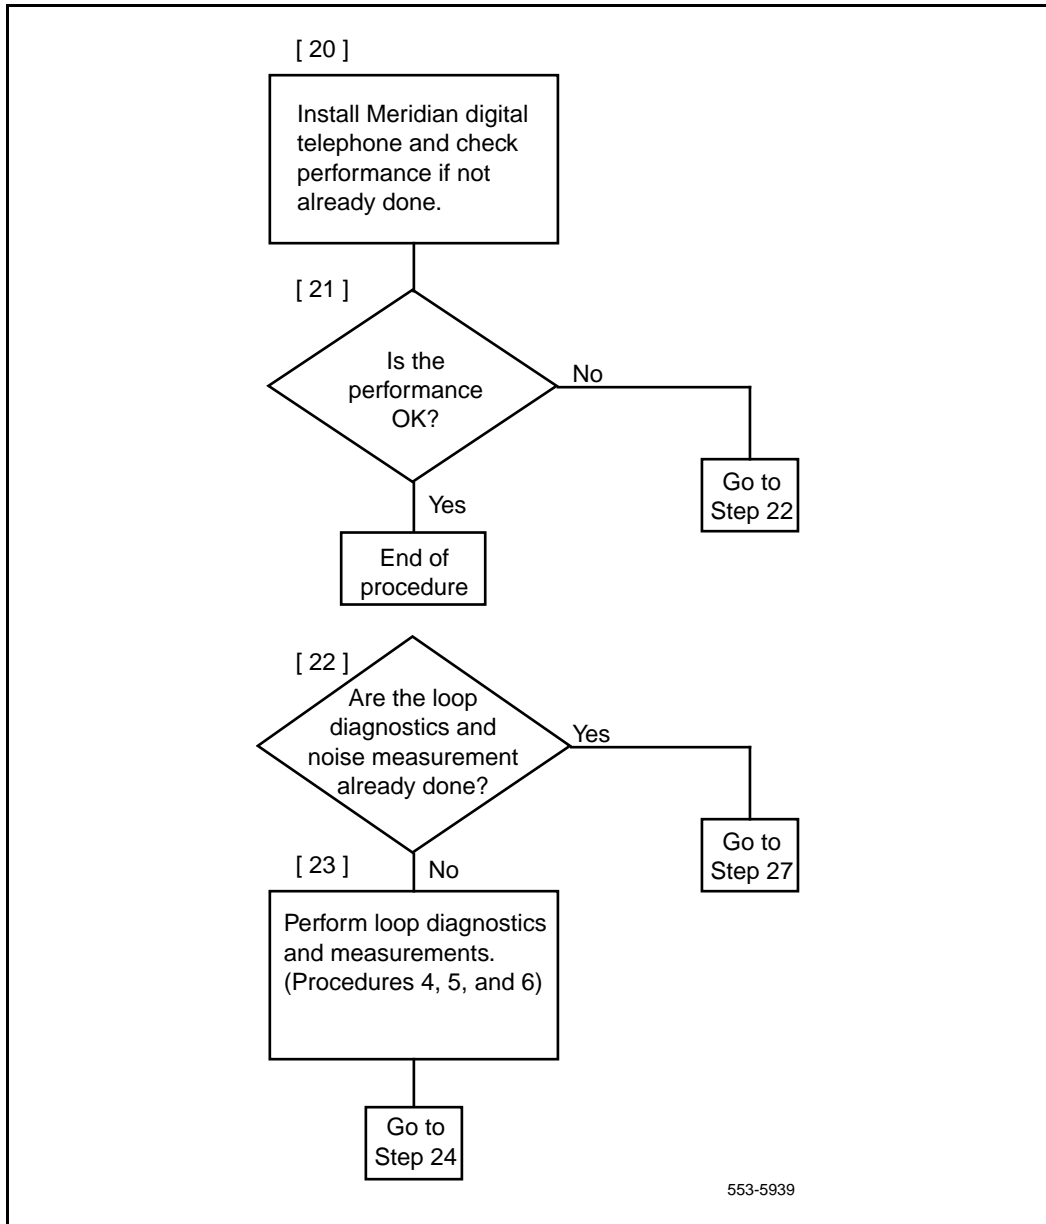 [ 20 ]
Install Meridian digital
telephone and check
performance if not
already done.
[ 21 ]
Is the
performance
OK?
No
Go to
Step 22
Yes
End of
procedure
[ 22 ]
Are the loop
diagnostics and
noise measurement
already done?
Yes
Go to
Step 27
[ 23 ]
No
Perform loop diagnostics
and measurements.
(Procedures 4, 5, and 6)
Go to
Step 24
553-5939